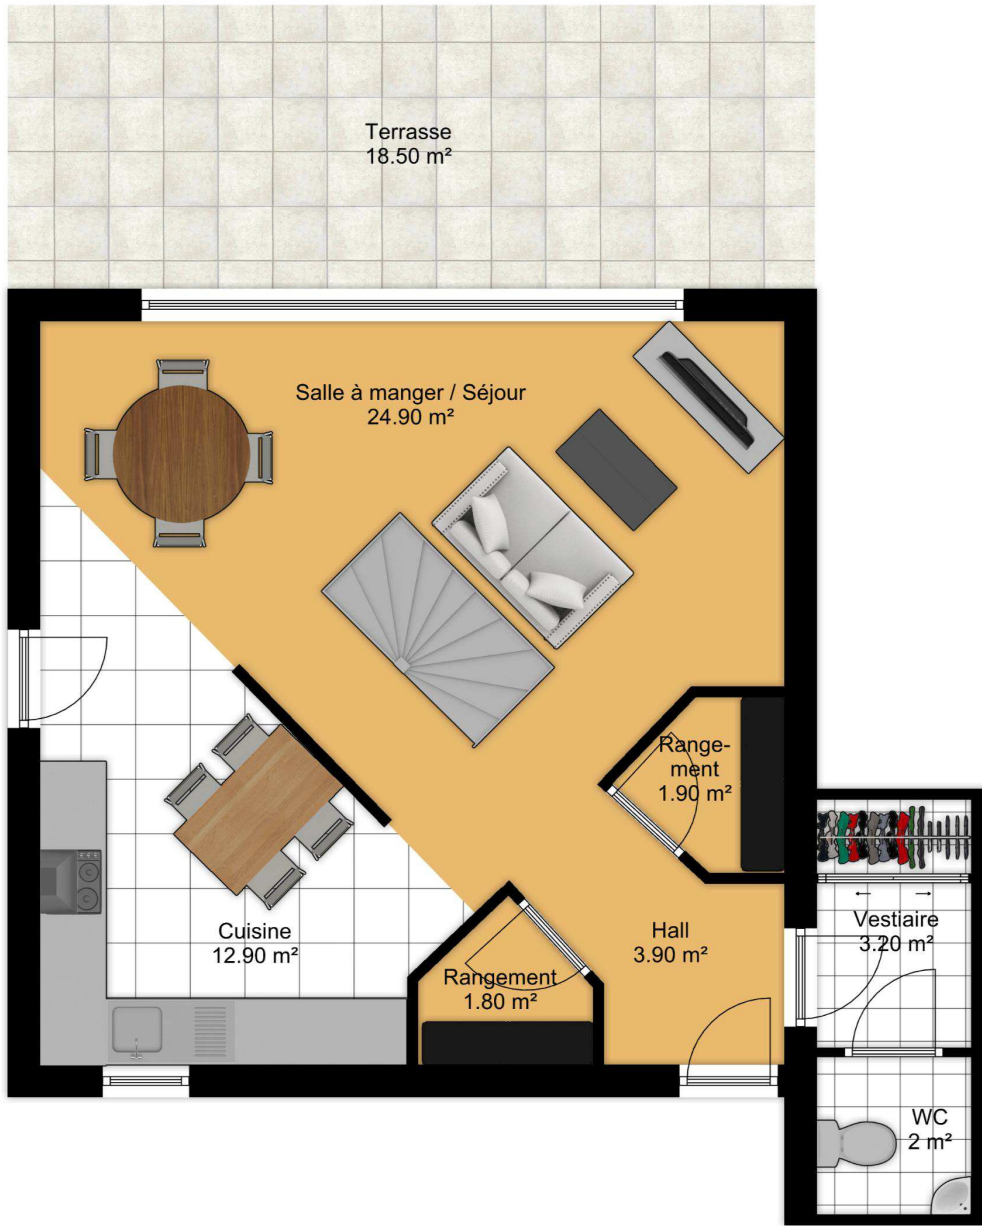 Terrasse
18.50 m²
Salle à manger / Séjour
24.90 m²
Range-
ment
1.90 m²
Vestiaire
3.20 m²
Cuisine
12.90 m²
Hall
3.90 m²
Rangement
1.80 m²
WC
2 m²